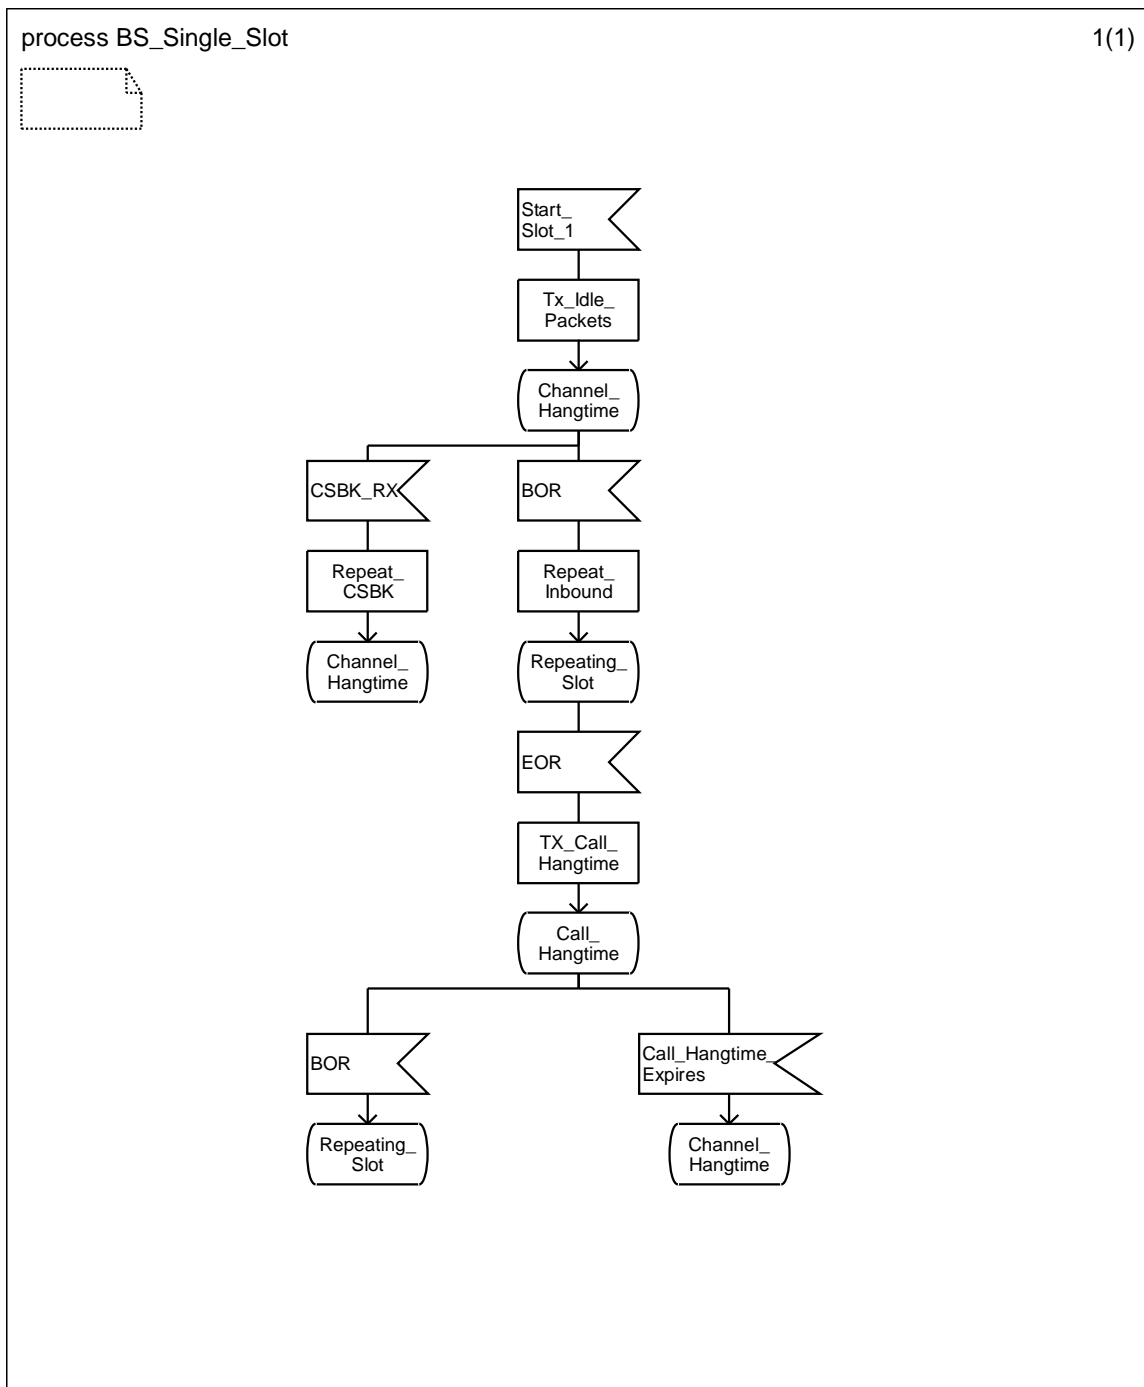 process BS_Single_Slot
1(1)
Start_
Slot_1
Tx_Idle_
Packets
Channel_
Hangtime
CSBK_RX
BOR
Repeat_
CSBK
Repeat_
Inbound
Channel_
Hangtime
Repeating_
Slot
EOR
TX_Call_
Hangtime
Call_
Hangtime
BOR
Call_Hangtime_
Expires
Repeating_
Slot
Channel_
Hangtime